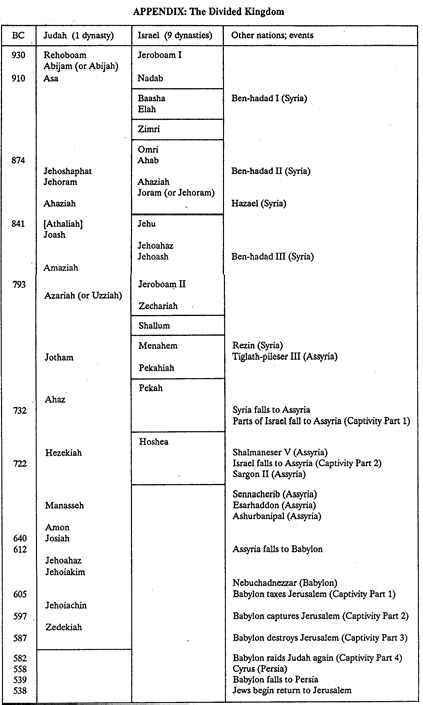 APPENDIX: The Divided Kingdom
BC Judah (1 dynasty) Israel (9 dynasties) Other nations; events
930 Rehoboam Jeroboam I
Abijam (or Abijah)
910 Asa Nadab
Baasha Ben-hadad I (Syria)
Elah
Zimri
Omri
874 Ahab
Jehoshaphat Ben-hadad II (Syria)
Jehoram Ahaziah
Joram (or Jehoram)
Ahaziah Hazael (Syria)
841 [Athaliah] Jehu
Joash
Jehoahaz
Jehoash Ben-hadad III (Syria)
Amaziah
793 Jeroboam II
Azariah (or Uzziah)
Zechariah
Shallum
Menahem Rezin (Syria)
Jotham Tiglath-pileser III (Assyria)
Pekahiah
Pekah
Ahaz
732 Syria falls to Assyria
Parts of Israel fall to Assyria (Captivity Part 1)
Hoshea
Hezekiah Shalmaneser V (Assyria)
722 Israel falls to Assyria (Captivity Part 2)
Sargon II (Assyria)
Sennacherib (Assyria)
Manasseh Esarhaddon (Assyria)
Ashurbanipal (Assyria)
Amon
640 Josiah
612 Assyria falls to Babylon
Jehoahaz
Jehoiakim
Nebuchadnezzar (Babylon)
605 Babylon taxes Jerusalem (Captivity Part 1)
Jehoiachin
597 Babylon captures Jerusalem (Captivity Part 2)
Zedekiah
587 Babylon destroys Jerusalem (Captivity Part 3)
582 Babylon raids Judah again (Captivity Part 4)
558 Cyrus (Persia)
539 Babylon falls to Persia
538 Jews begin return to Jerusalem